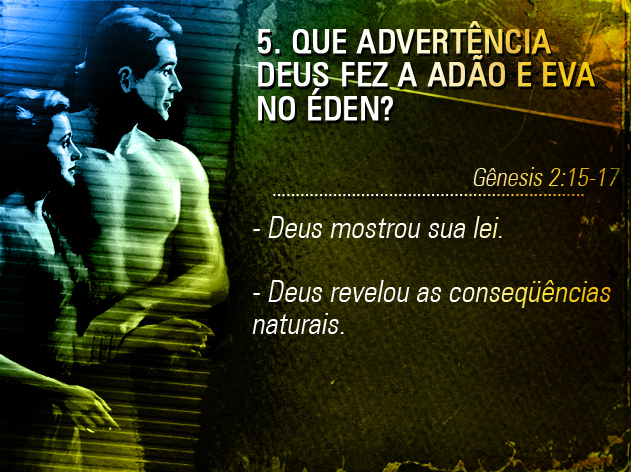 5. QUE ADVERTÊNCIA
DEUS FEZ A ADÃO E EVA
NO ÉDEN?
Gênesis 2:15-17
- Deus mostrou sua lei.
- Deus revelou as conseqüências
naturais.